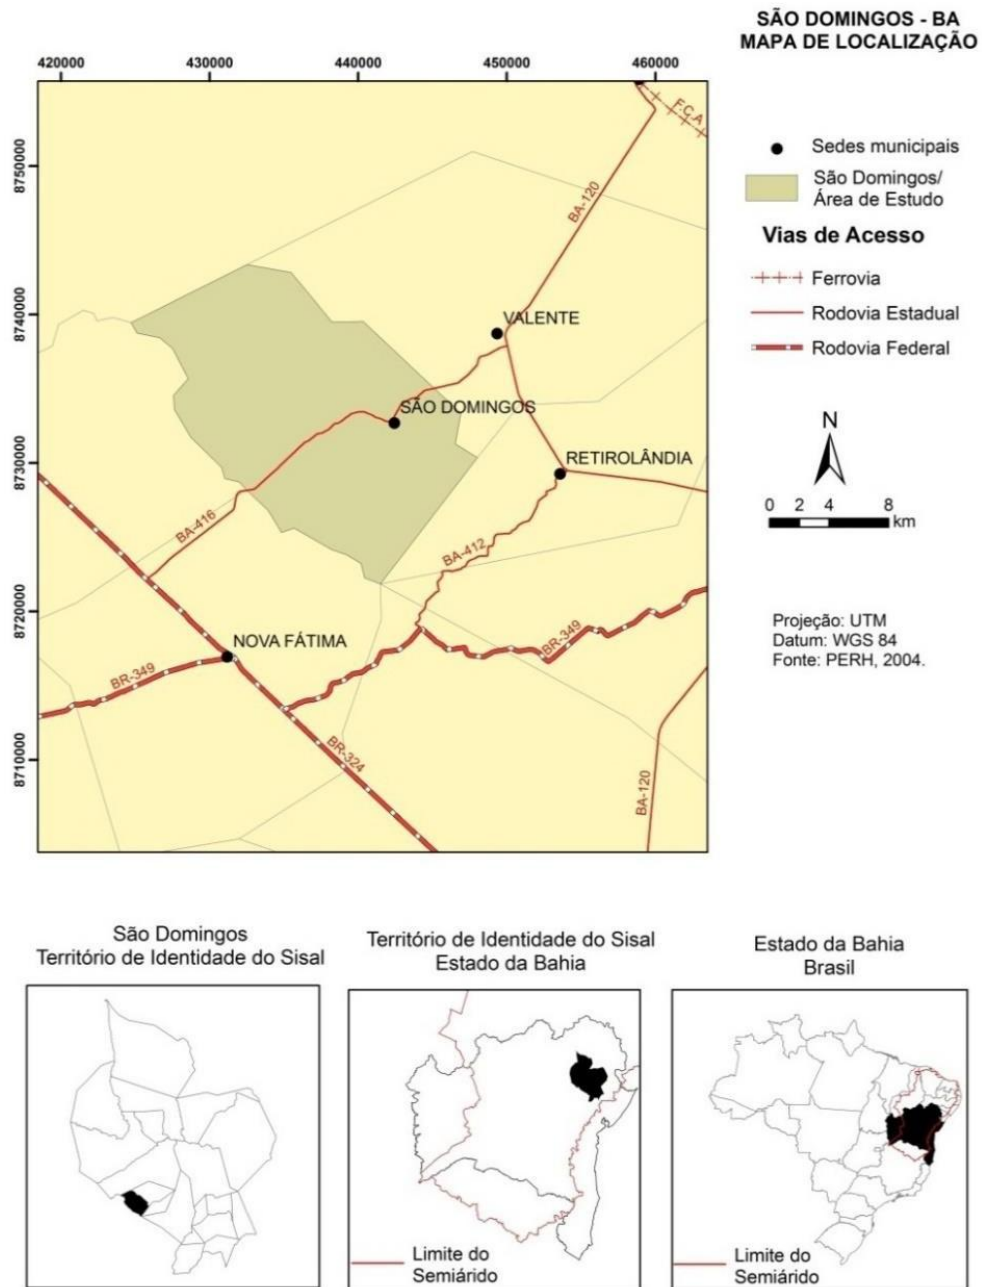 SÃO DOMINGOS - BA
MAPA DE LOCALIZAÇÃO
420000
430000
440000
450000
460000
8750000
8740000
8730000
8720000
8710000
F.C.A
BA-120
VALENTE
SÃO DOMINGOS
RETIROLÂNDIA
BA-416
BA-412
NOVA FÁTIMA
BR-349
BR-349
BR-324
BA-120
Sedes municipais
São Domingos/
Área de Estudo
Vias de Acesso
Ferrovia
Rodovia Estadual
Rodovia Federal
N
0 2 4 8
km
Projeção: UTM
Datum: WGS 84
Fonte: PERH, 2004.
São Domingos
Território de Identidade do Sisal
Território de Identidade do Sisal
Estado da Bahia
Estado da Bahia
Brasil
Limite do
Semiárido
Limite do
Semiárido